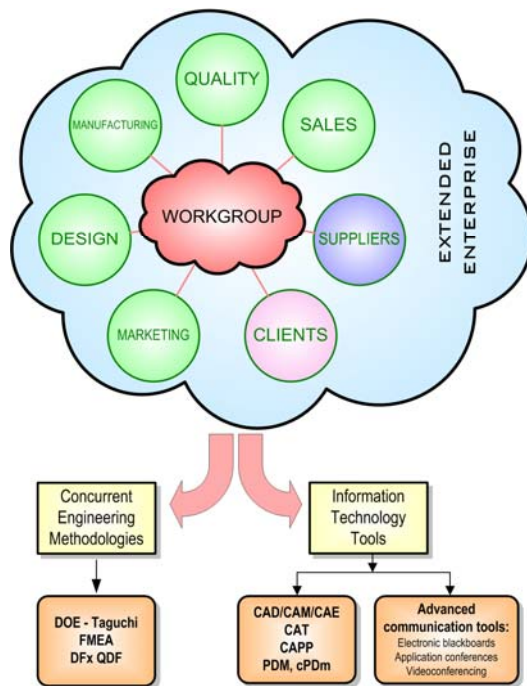 QUALITY
MANUFACTURING
SALES
EXTENDED
ENTERPRISE
WORKGROUP
DESIGN
SUPPLIERS
MARKETING
CLIENTS
Concurrent
Engineering
Methodologies
Information
Technology
Tools
DOE - Taguchi
FMEA
DFx QDF
CAD/CAM/CAE
CAT
CAPP
PDM, cPDm
Advanced
communication tools:
Electronic blackboards
Application conferences
Videoconferencing